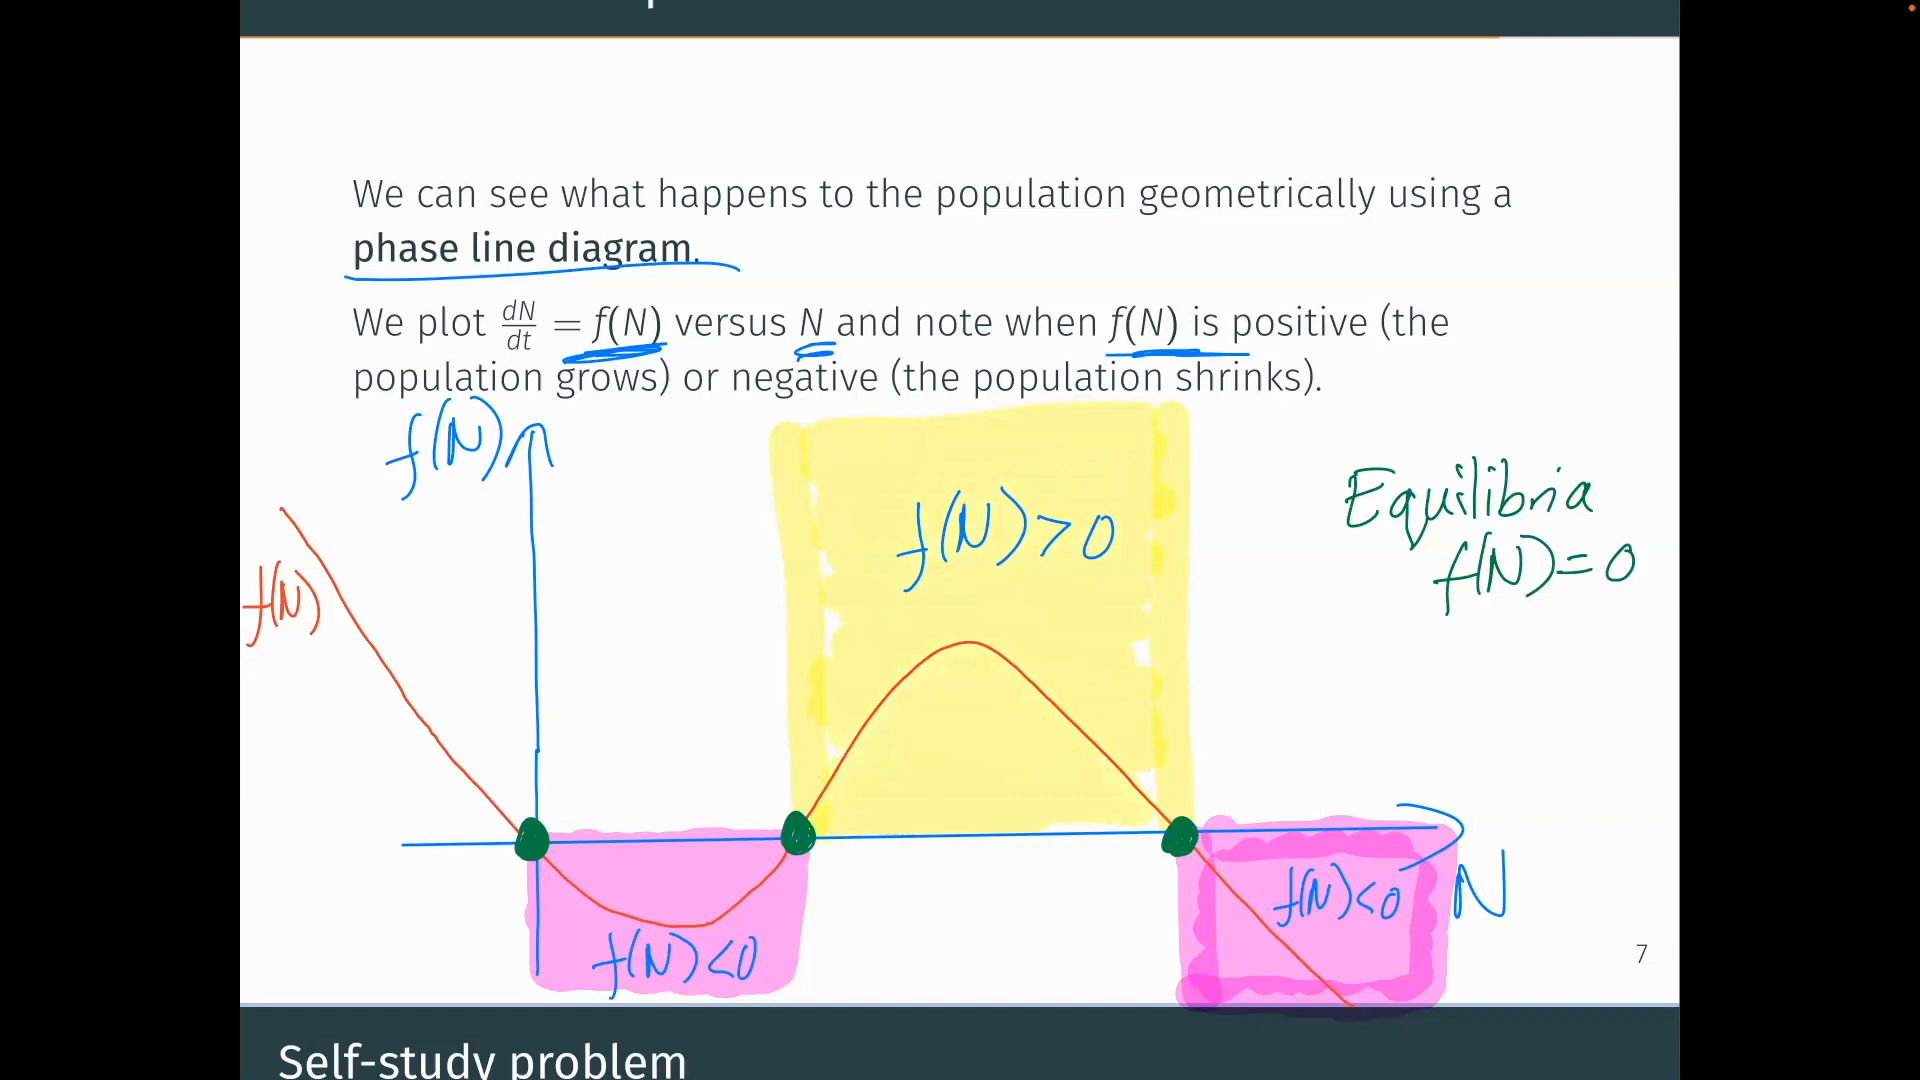 We can see what happens to the population geometrically using a
phase line diagram.
We plot dN/dt = f(N) versus N and note when f(N) is positive (the
population grows) or negative (the population shrinks).
f(N)
f(N)>0
Equilibria
f(N)=0
f(N)
f(N)<0
f(N)<0
N
7
Self-study problem